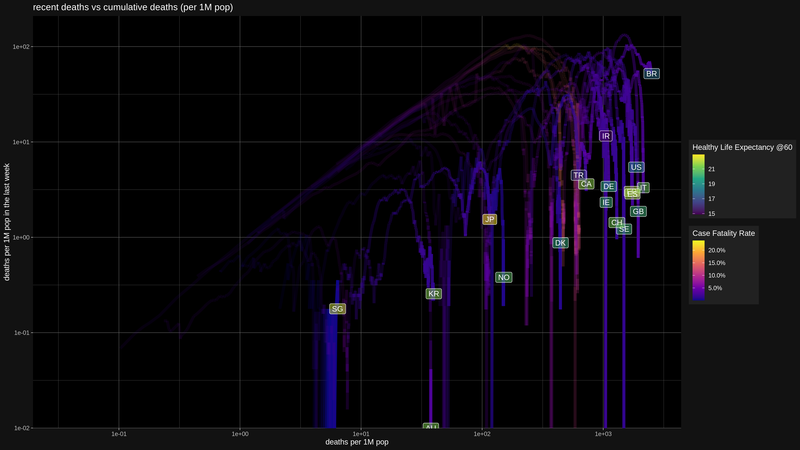 recent deaths vs cumulative deaths (per 1M pop)
deaths per 1M pop in the last week
1e+02
1e+01
1e+00
1e-01
1e-02
1e-01
1e+00
1e+01
1e+02
1e+03
deaths per 1M pop
BR
IR
US
TR
CA
DE
IT
ES
IE
GB
CH
SE
JP
DK
NO
KR
SG
AU
Healthy Life Expectancy @60
21
19
17
15
Case Fatality Rate
20.0%
15.0%
10.0%
5.0%